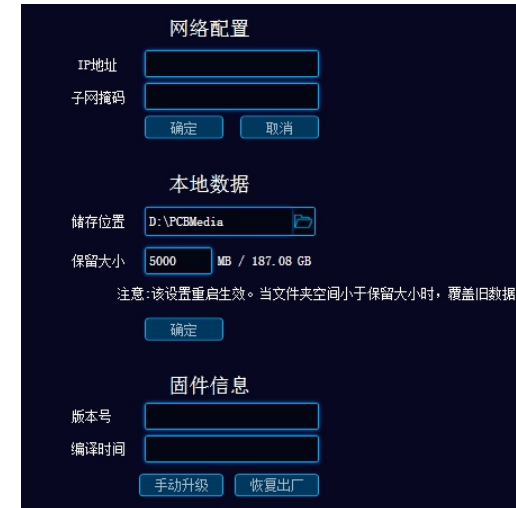 网络配置
IP地址
子网掩码
确定 取消
本地数据
储存位置 D:\PCBMedia
保留大小 5000 MB / 187.08 GB
注意:该设置重启生效。当文件夹空间小于保留大小时，覆盖旧数据
确定
固件信息
版本号
编译时间
手动升级 恢复出厂